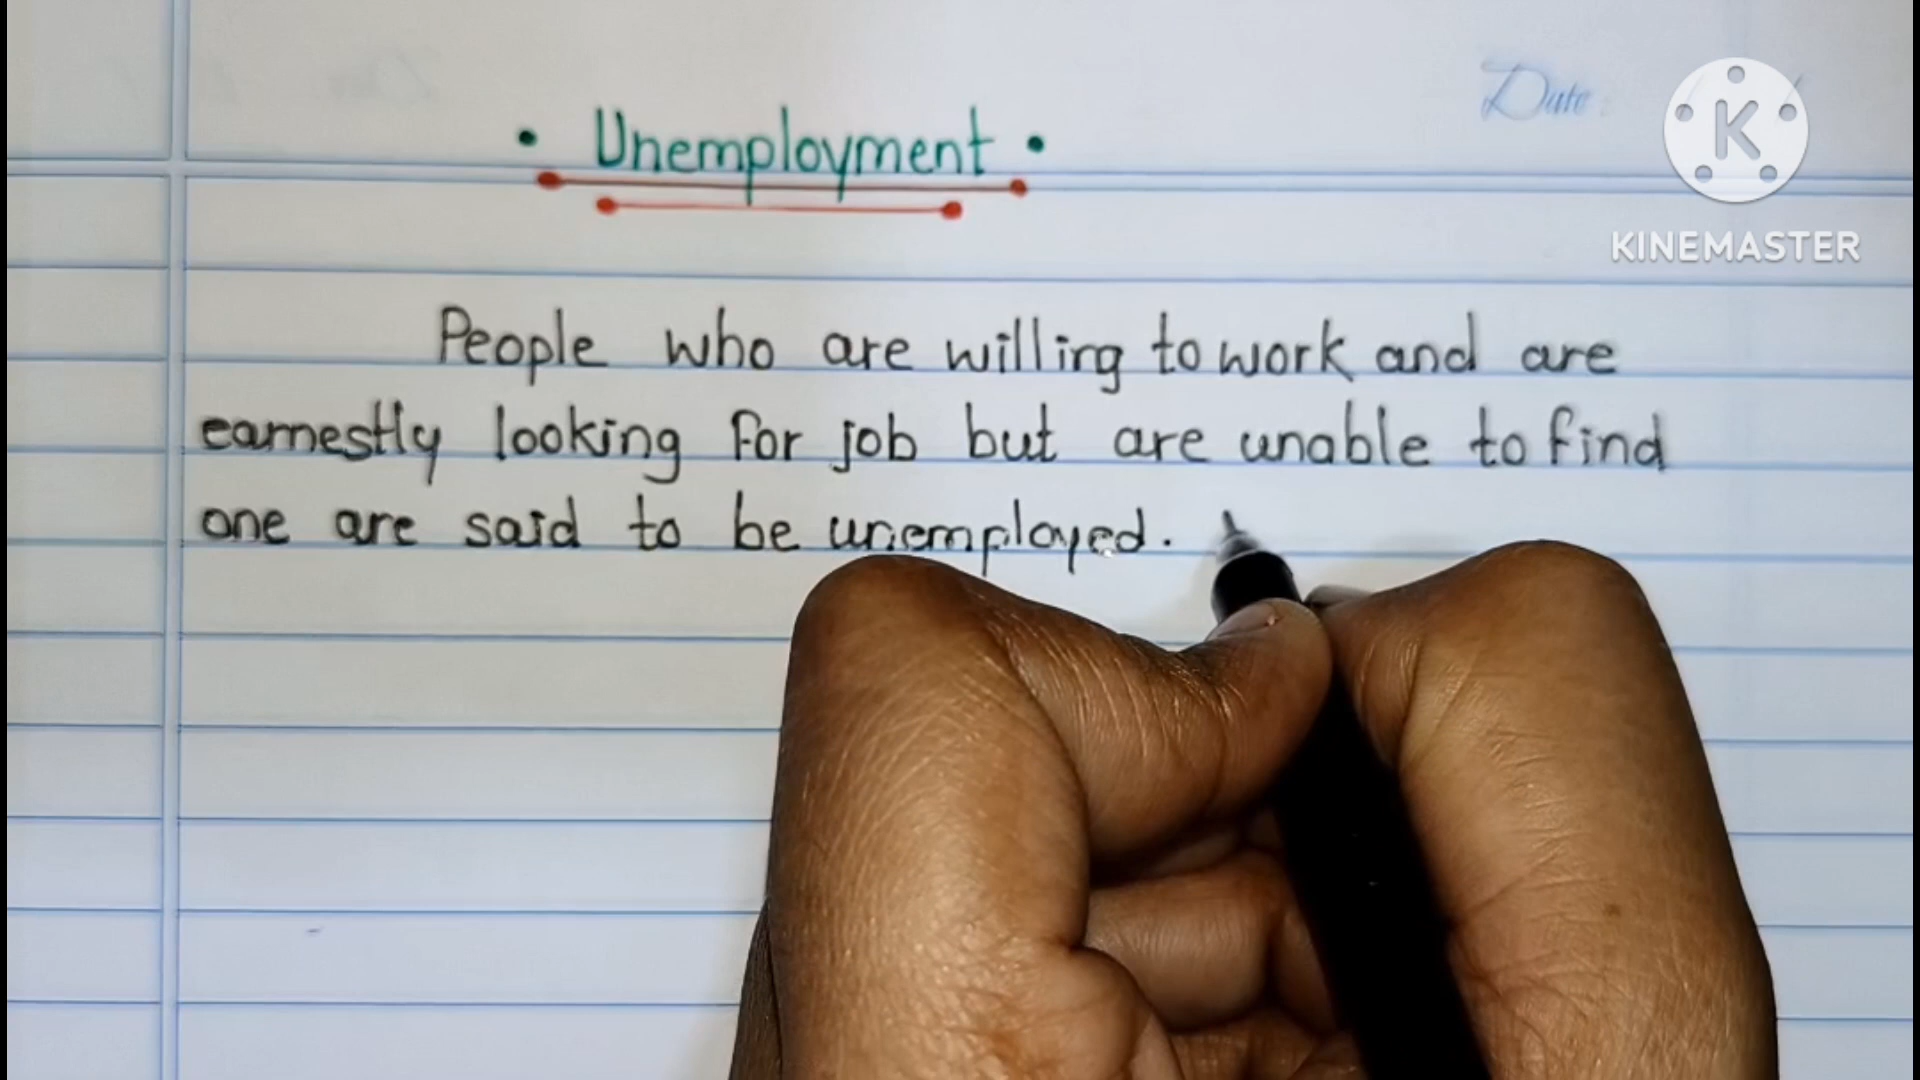 Date:
• Unemployment •
KINEMASTER
People who are willing to work and are
earnestly looking for job but are unable to find
one are said to be unemployed.